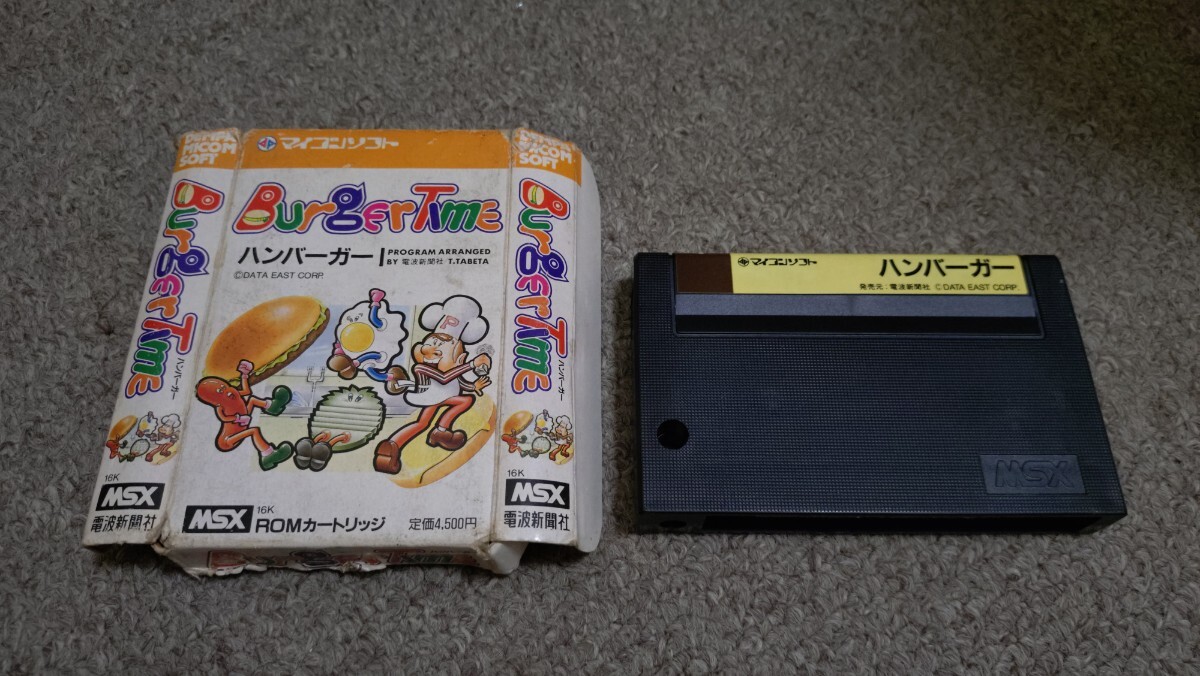 DEMPA
MICOM
SOFT
BurgerTime
ハンバーガー
16K
MSX
電波新聞社
マイコンソフト
BurgerTime
ハンバーガー
PROGRAM ARRANGED
BY 電波新聞社 T.TABETA
©DATA EAST CORP.
P
MSX
16K
ROMカートリッジ
定価4,500円
MICOM
SOFT
BurgerTime
ハンバーガー
16K
MSX
電波新聞社
マイコンソフト
ハンバーガー
発売元:電波新聞社 ©DATA EAST CORP.
MSX